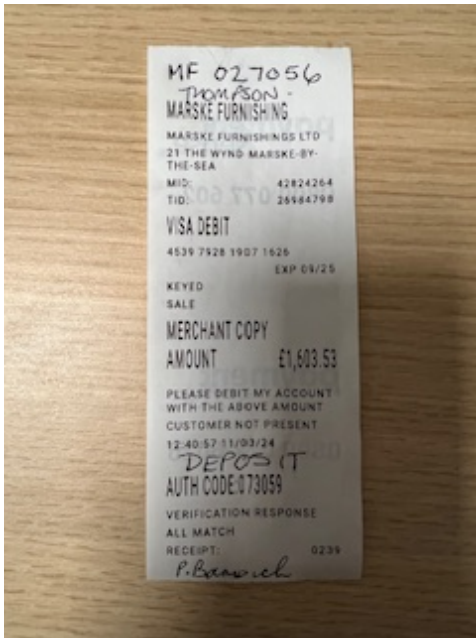 MF 027056
THOMPSON -
MARSKE FURNISHING
MARSKE FURNISHINGS LTD
21 THE WYND MARSKE-BY-
THE-SEA
MID: 42824264
TID: 26984798
VISA DEBIT
4539 7928 1907 1626
EXP 09/25
KEYED
SALE
MERCHANT COPY
AMOUNT £1,603.53
PLEASE DEBIT MY ACCOUNT
WITH THE ABOVE AMOUNT
CUSTOMER NOT PRESENT
12:40:57 11/03/24
DEPOSIT
AUTH CODE:073059
VERIFICATION RESPONSE
ALL MATCH
RECEIPT: 0239